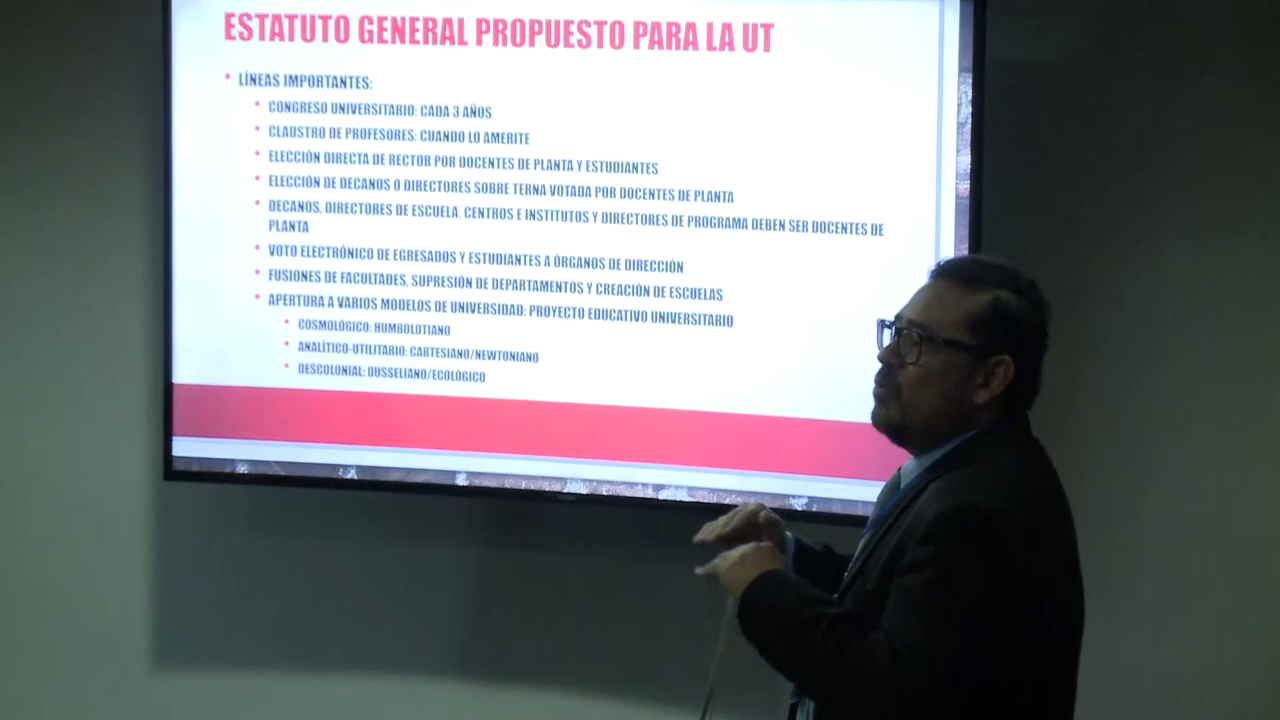 ESTATUTO GENERAL PROPUESTO PARA LA UT
• LÍNEAS IMPORTANTES:
• CONGRESO UNIVERSITARIO: CADA 3 AÑOS
• CLAUSTRO DE PROFESORES: CUANDO LO AMERITE
• ELECCIÓN DIRECTA DE RECTOR POR DOCENTES DE PLANTA Y ESTUDIANTES
• ELECCIÓN DE DECANOS O DIRECTORES SOBRE TERNA VOTADA POR DOCENTES DE PLANTA
• DECANOS, DIRECTORES DE ESCUELA, CENTROS E INSTITUTOS Y DIRECTORES DE PROGRAMA DEBEN SER DOCENTES DE
PLANTA
• VOTO ELECTRÓNICO DE EGRESADOS Y ESTUDIANTES A ÓRGANOS DE DIRECCIÓN
• FUSIONES DE FACULTADES, SUPRESIÓN DE DEPARTAMENTOS Y CREACIÓN DE ESCUELAS
• APERTURA A VARIOS MODELOS DE UNIVERSIDAD: PROYECTO EDUCATIVO UNIVERSITARIO
• COSMOLÓGICO: HUMBOLDTIANO
• ANALÍTICO-UTILITARIO: CARTESIANO/NEWTONIANO
• DESCOLONIAL: DUSSELIANO/ECOLÓGICO